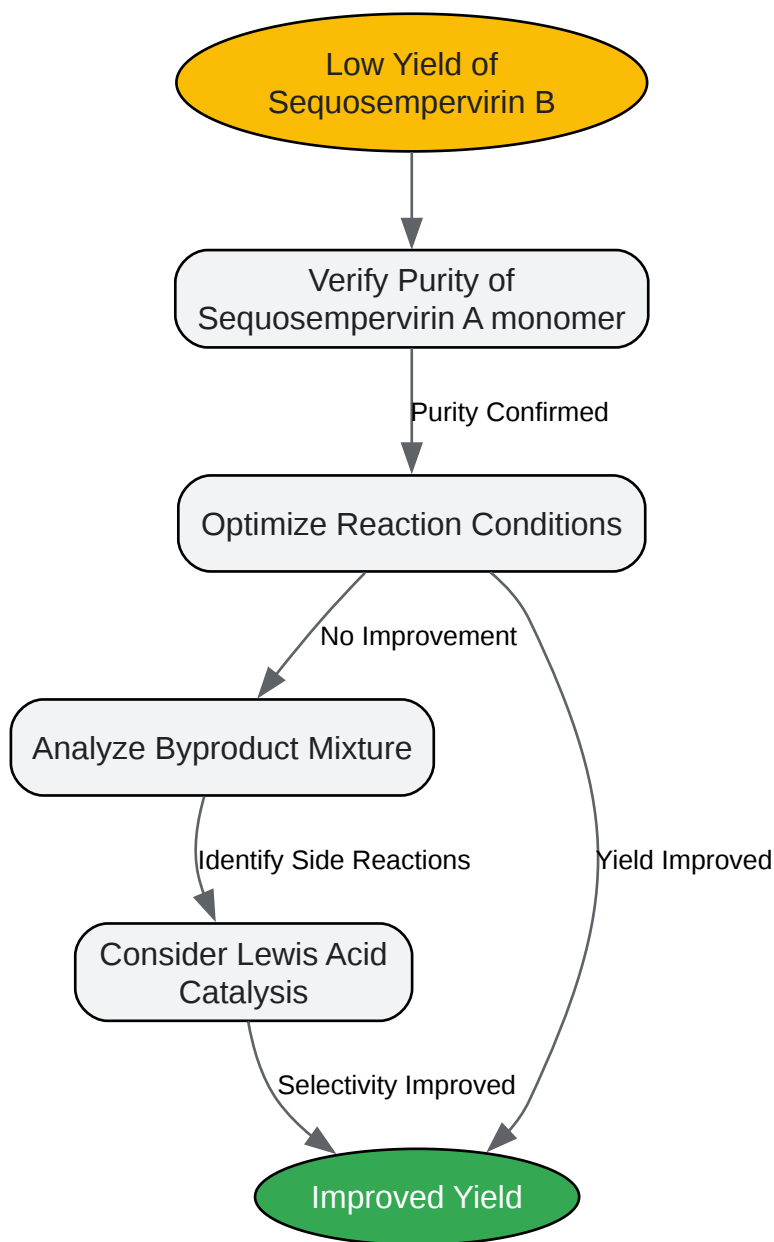 Low Yield of
Sequosempervirin B
Verify Purity of
Sequosempervirin A monomer
Purity Confirmed
Optimize Reaction Conditions
No Improvement
Analyze Byproduct Mixture
Identify Side Reactions
Yield Improved
Consider Lewis Acid
Catalysis
Selectivity Improved
Improved Yield